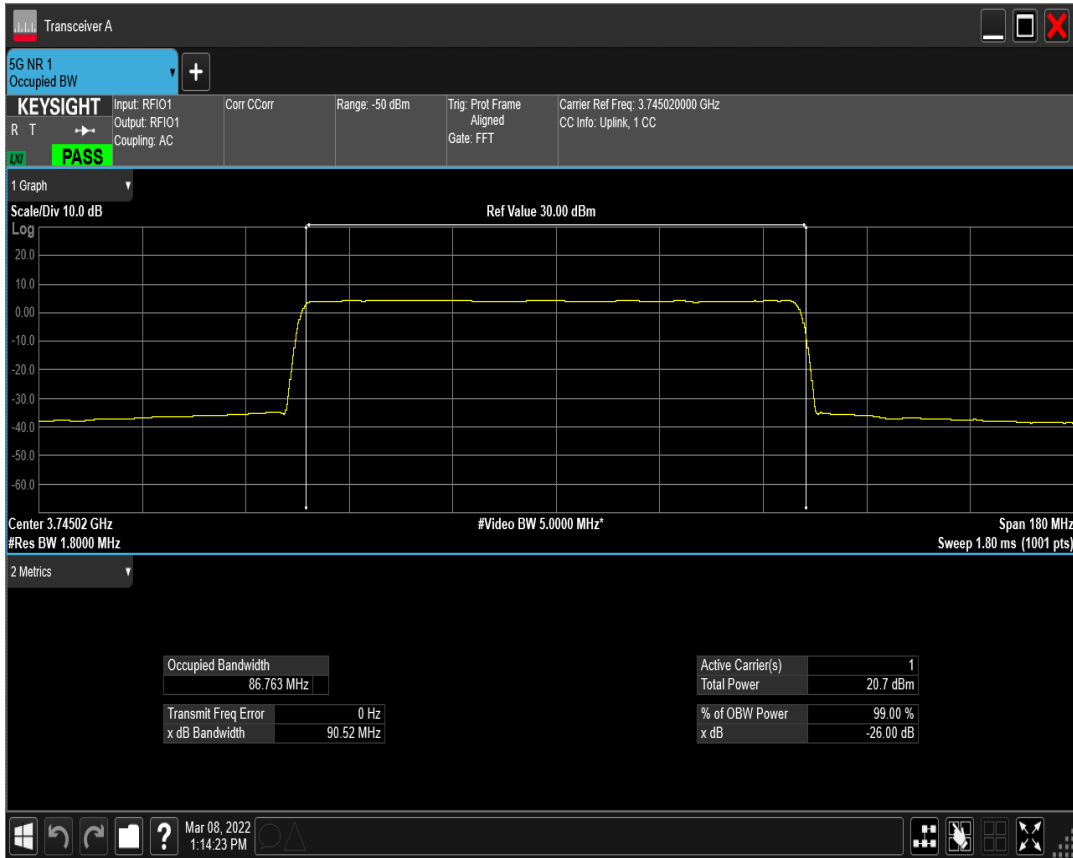 Transceiver A
5G NR 1
Occupied BW
KEYSIGHT
R T
LXI
PASS
Input: RFIO1
Output: RFIO1
Coupling: AC
Corr CCorr
Range: -50 dBm
Trig: Prot Frame
Aligned
Gate: FFT
Carrier Ref Freq: 3.745020000 GHz
CC Info: Uplink, 1 CC
1 Graph
Scale/Div 10.0 dB
Ref Value 30.00 dBm
Log
20.0
10.0
0.00
-10.0
-20.0
-30.0
-40.0
-50.0
-60.0
Center 3.74502 GHz
#Video BW 5.0000 MHz*
Span 180 MHz
#Res BW 1.8000 MHz
Sweep 1.80 ms (1001 pts)
2 Metrics
Occupied Bandwidth
86.763 MHz
Transmit Freq Error 0 Hz
x dB Bandwidth 90.52 MHz
Active Carrier(s) 1
Total Power 20.7 dBm
% of OBW Power 99.00 %
x dB -26.00 dB
Mar 08, 2022
1:14:23 PM